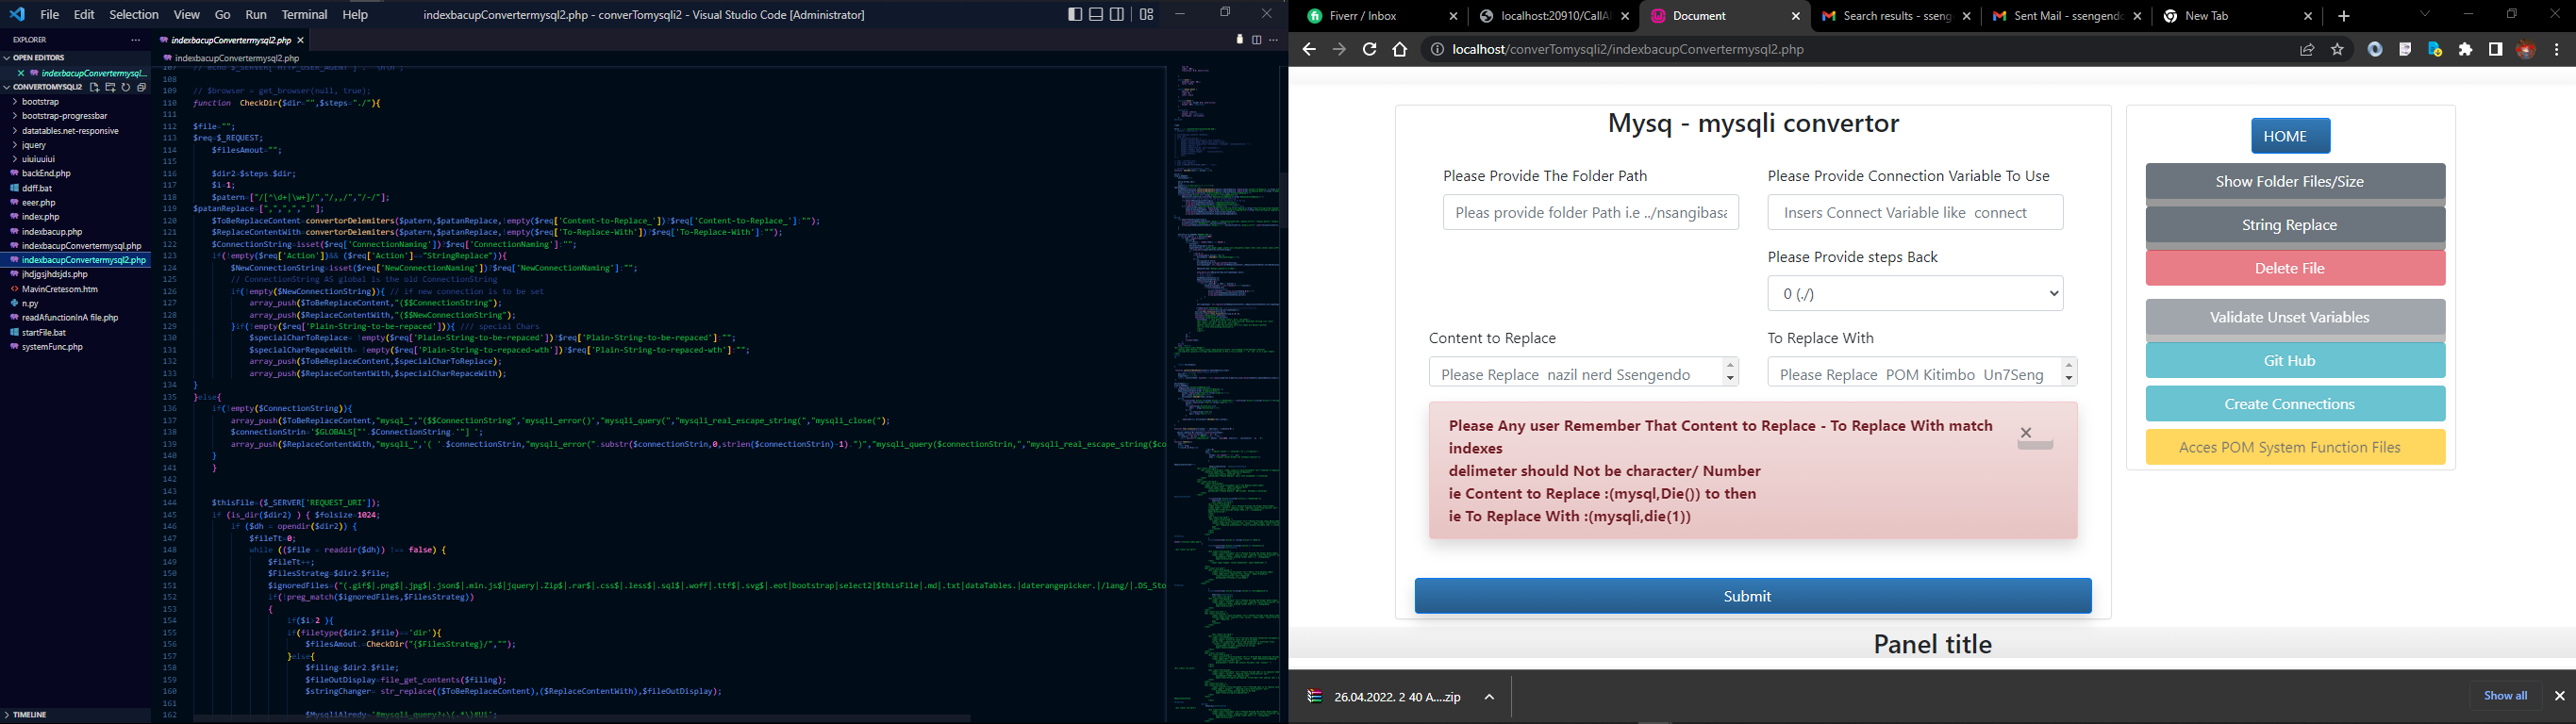 File Edit Selection View Go Run Terminal Help
indexbacupConvertermysql2.php - converTomysqli2 - Visual Studio Code [Administrator]
EXPLORER
OPEN EDITORS
indexbacupConvertermysql...
CONVERTOMYSQLI2
bootstrap
bootstrap-progressbar
datatables.net-responsive
jquery
uiuiuuiui
backEnd.php
ddff.bat
eeer.php
index.php
indexbacup.php
indexbacupConvertermysql.php
indexbacupConvertermysql2.php
jhdjgsjhdsjds.php
MavinCretesom.htm
n.py
readAfunctionInA file.php
startFile.bat
systemFunc.php
TIMELINE
indexbacupConvertermysql2.php
indexbacupConvertermysql2.php
108
109 // $browser = get_browser(null, true);
110 function CheckDir($dir="",$steps="./"){
111
112 $file="";
113 $req=$_REQUEST;
114 $filesAmout="";
115
116 $dir2=$steps.$dir;
117 $i=1;
118 $patern=["/[^\d+|\w+]/","/,,/","/-/"];
119 $patanReplace=[",",","," "];
120 $ToBeReplaceContent=convertorDelemiters($patern,$patanReplace,!empty($req['Content-to-Replace_'])?$req['Content-to-Replace_']:"");
121 $ReplaceContentWith=convertorDelemiters($patern,$patanReplace,!empty($req['To-Replace-With'])?$req['To-Replace-With']:"");
122 $ConnectionString=isset($req['ConnectionNaming'])?$req['ConnectionNaming']:"";
123 if(!empty($req['Action'])&& ($req['Action']=="StringReplace")){
124 $NewConnectionString=isset($req['NewConnectionNaming'])?$req['NewConnectionNaming']:"";
125 // ConnectionString AS global is the old ConnectionString
126 if(!empty($NewConnectionString)){ // if new connection is to be set
127 array_push($ToBeReplaceContent,"($$ConnectionString");
128 array_push($ReplaceContentWith,"($$NewConnectionString");
129 }if(!empty($req['Plain-String-to-be-repaced'])){ /// special Chars
130 $specialCharToReplace= !empty($req['Plain-String-to-be-repaced'])?$req['Plain-String-to-be-repaced']:"";
131 $specialCharRepaceWith= !empty($req['Plain-String-to-repaced-wth'])?$req['Plain-String-to-repaced-wth']:"";
132 array_push($ToBeReplaceContent,$specialCharToReplace);
133 array_push($ReplaceContentWith,$specialCharRepaceWith);
134 }
135 }else{
136 if(!empty($ConnectionString)){
137 array_push($ToBeReplaceContent,"mysql_","($$ConnectionString",'mysqli_error()',"mysqli_query(","mysqli_real_escape_string(","mysqli_close(");
138 $connectionStrin='$GLOBALS["'.$ConnectionString.'"] ';
139 array_push($ReplaceContentWith,"mysqli_",'( '.$connectionStrin,"mysqli_error(".substr($connectionStrin,0,strlen($connectionStrin)-1).")","mysqli_query($connectionStrin,","mysqli_real_escape_string($co
140 }
141 }
142
143
144 $thisFile=($_SERVER['REQUEST_URI']);
145 if (is_dir($dir2) ) { $folsize=1024;
146 if ($dh = opendir($dir2)) {
147 $fileTt=0;
148 while (($file = readdir($dh)) !== false) {
149 $fileTt++;
150 $FilesStrateg=$dir2.$file;
151 $ignoredFiles="(.gif$|.png$|.jpg$|.json$|.min.js$|jquery|.Zip$|.rar$|.css$|.less$|.sql$|.woff|.ttf$|.svg$|.eot|bootstrap|select2|$thisFile|.md|.txt|dataTables.|daterangepicker.|/lang/|.DS_Sto
152 if(!preg_match($ignoredFiles,$FilesStrateg))
153 {
154 if($i>2 ){
155 if(filetype($dir2.$file)=='dir'){
156 $filesAmout.=CheckDir("{$FilesStrateg}/","");
157 }else{
158 $filing=$dir2.$file;
159 $fileOutDisplay=file_get_contents($filing);
160 $stringChanger= str_replace(($ToBeReplaceContent),($ReplaceContentWith),$fileOutDisplay);
161
162
Fiverr / Inbox
localhost:20910/CallAl
Document
Search results - sseng
Sent Mail - ssengendo
New Tab
localhost/converTomysqli2/indexbacupConvertermysql2.php
Mysq - mysqli convertor
Please Provide The Folder Path
Please Provide Connection Variable To Use
Pleas provide folder Path i.e ../nsangibasa
Insers Connect Variable like connect
Please Provide steps Back
0 (./)
Content to Replace
To Replace With
Please Replace nazil nerd Ssengendo
Please Replace POM Kitimbo Un7Seng
Please Any user Remember That Content to Replace - To Replace With match
indexes
delimeter should Not be character/ Number
ie Content to Replace :(mysql,Die()) to then
ie To Replace With :(mysqli,die(1))
Submit
HOME
Show Folder Files/Size
String Replace
Delete File
Validate Unset Variables
Git Hub
Create Connections
Acces POM System Function Files
Panel title
26.04.2022. 2 40 A....zip
Show all